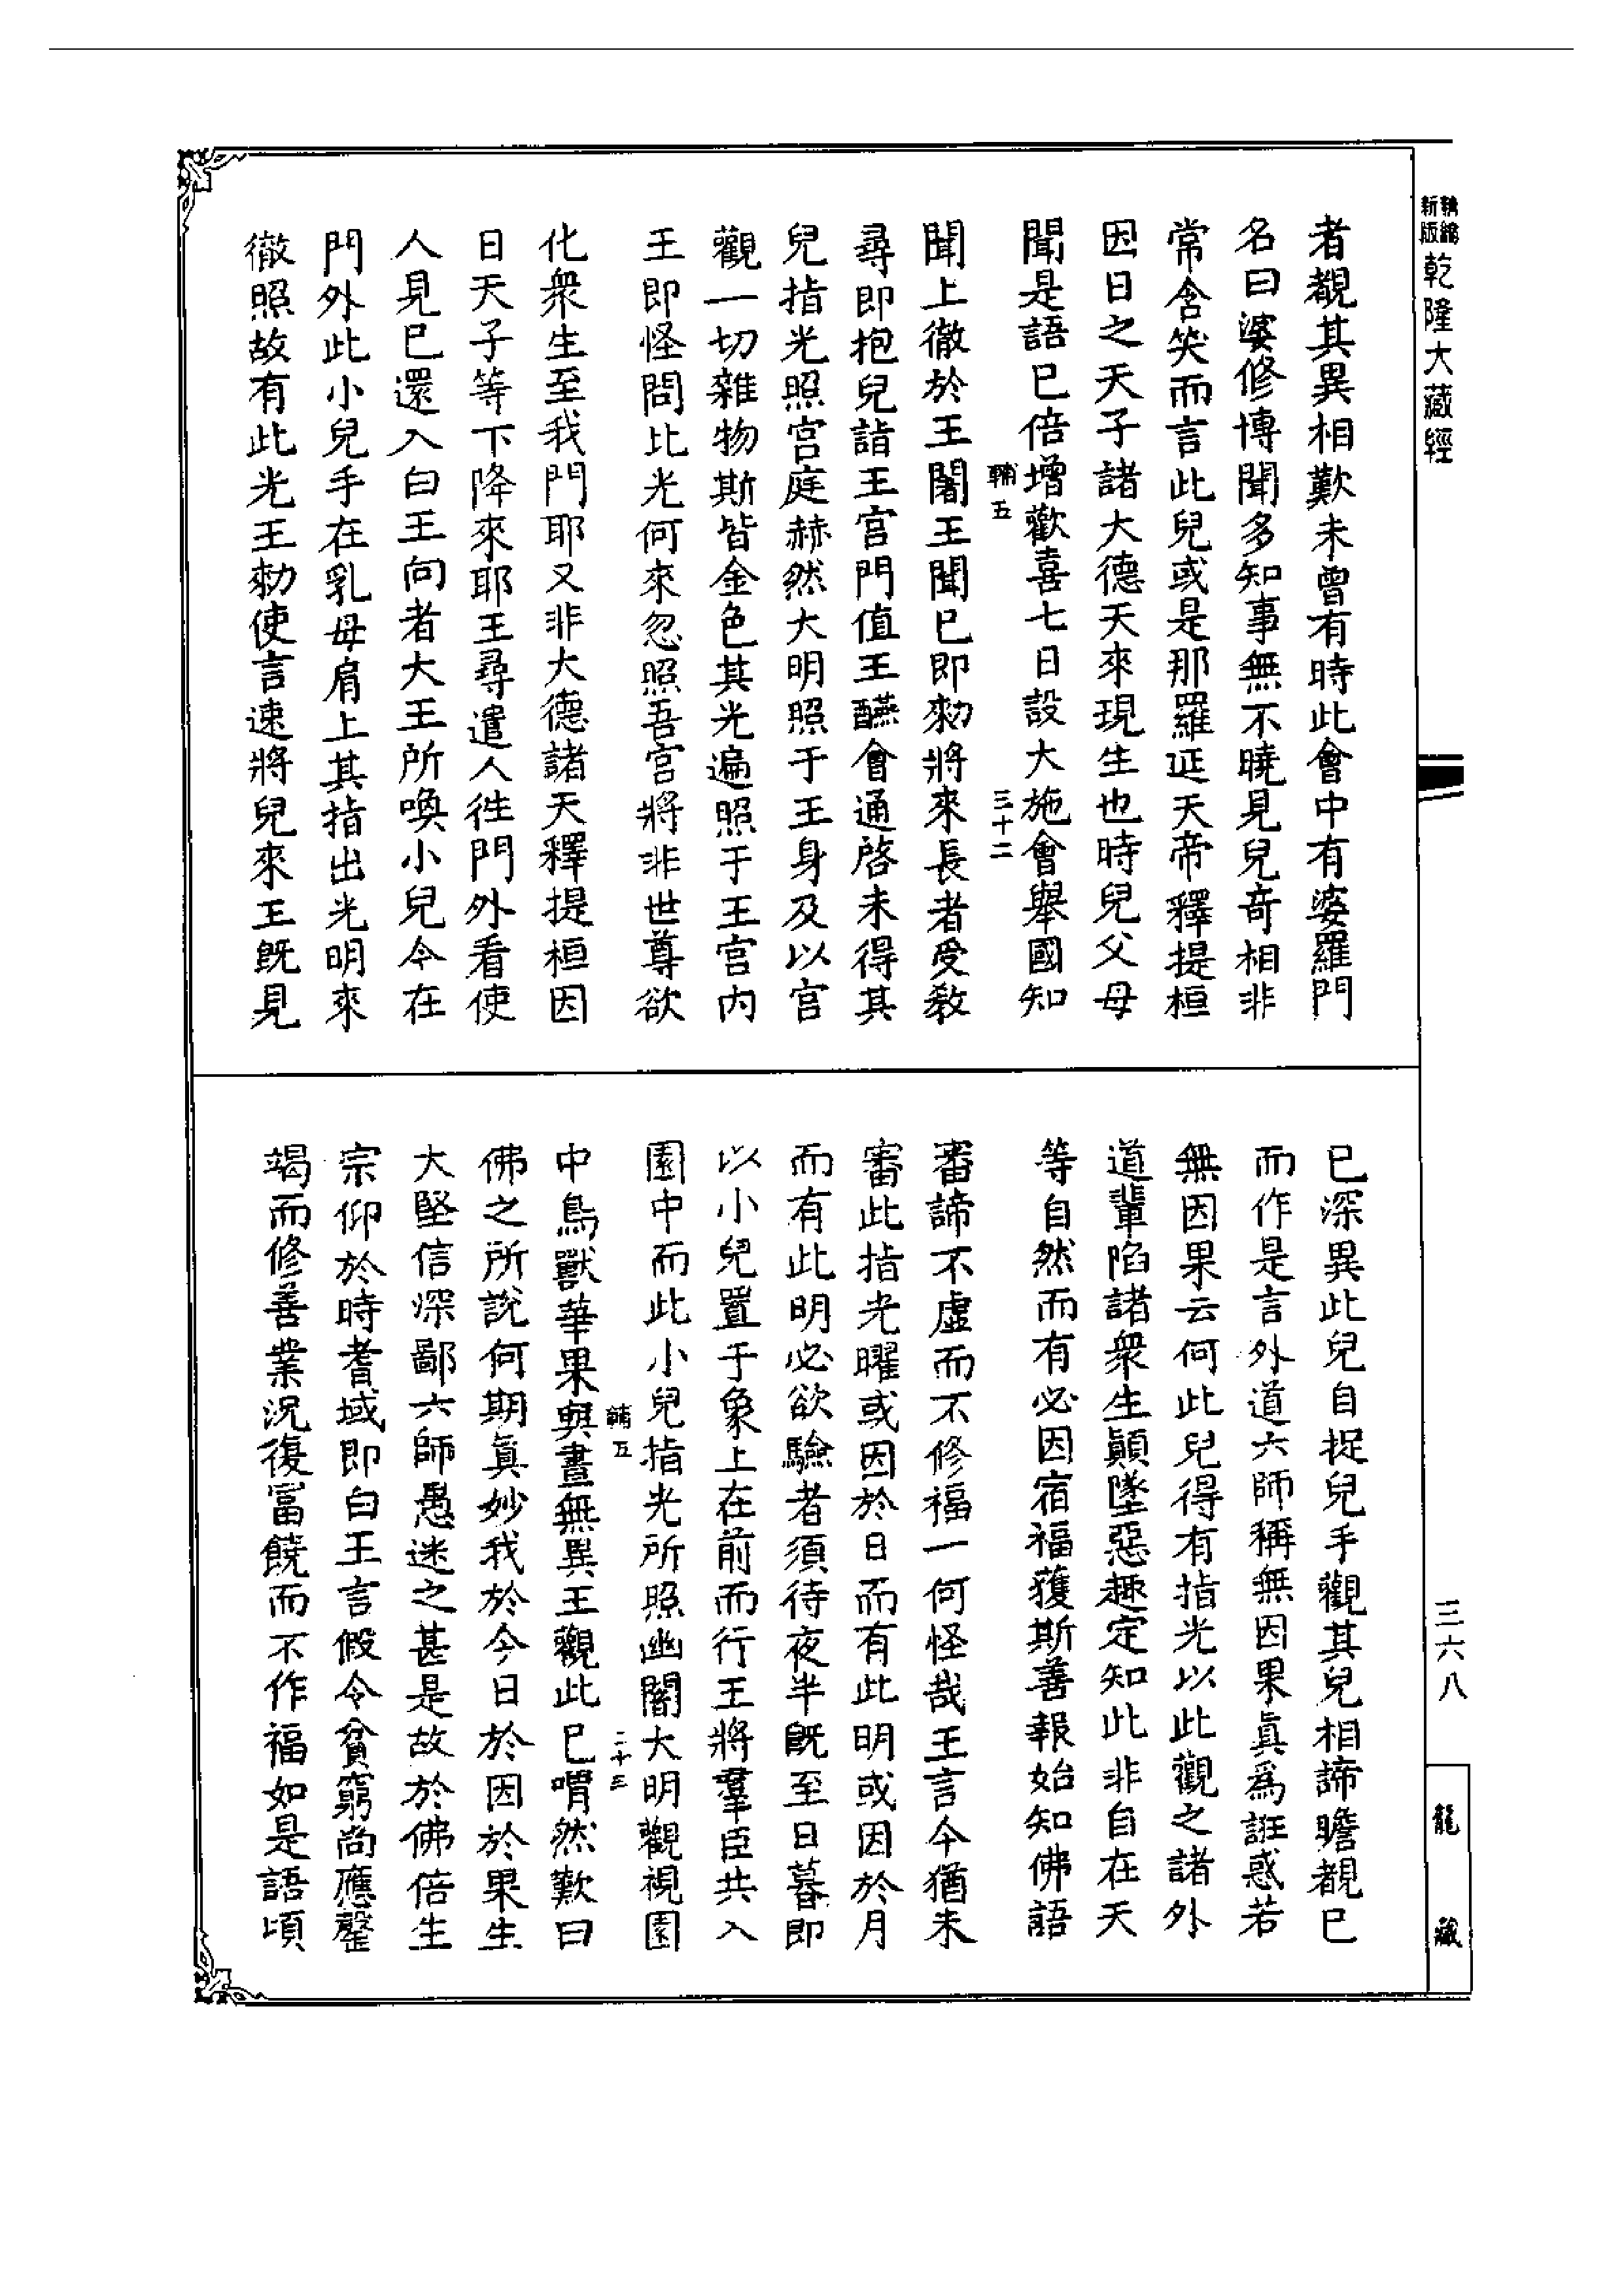 新編
縮版
乾隆大藏經
者覩其異相歎未曾有時此會中有婆羅門
名曰婆修博聞多知事無不曉見兒奇相非
常含笑而言此兒或是那羅延天帝釋提桓
因日之天子諸大德天來現生也時兒父母
聞是語已倍增歡喜七日設大施會舉國知
輔五
三十二
聞上徹於王闍王聞已即勑將來長者受教
尋即抱兒詣王宮門值王醼會通啓未得其
兒指光照宮庭赫然大明照于王身及以宮
觀一切雜物斯皆金色其光遍照于王宮內
王即怪問比光何來忽照吾宮將非世尊欲
化衆生至我門耶又非大德諸天釋提桓因
日天子等下降來耶王尋遣人徃門外看使
人見已還入白王向者大王所喚小兒今在
門外此小兒手在乳母肩上其指出光明來
徹照故有此光王勑使言速將兒來王旣見
已深異此兒自捉兒手觀其兒相諦瞻覩已
而作是言外道六師稱無因果眞爲誑惑若
無因果云何此兒得有指光以此觀之諸外
道輩陷諸衆生顚墜惡趣定知此非自在天
等自然而有必因宿福獲斯善報始知佛語
審諦不虛而不修福一何怪哉王言今猶未
審此指光曜或因於日而有此明或因於月
而有此明必欲驗者須待夜半旣至日暮即
以小兒置于象上在前而行王將羣臣共入
園中而此小兒指光所照幽闇大明觀視園
輔五
三十三
中鳥獸華果與晝無異王觀此已喟然歎曰
佛之所說何期眞妙我於今日於因於果生
大堅信深鄙六師愚迷之甚是故於佛倍生
宗仰於時耆域即白王言假令貧窮尚應罄
竭而修善業況復富饒而不作福如是語頃
三六八
龍藏